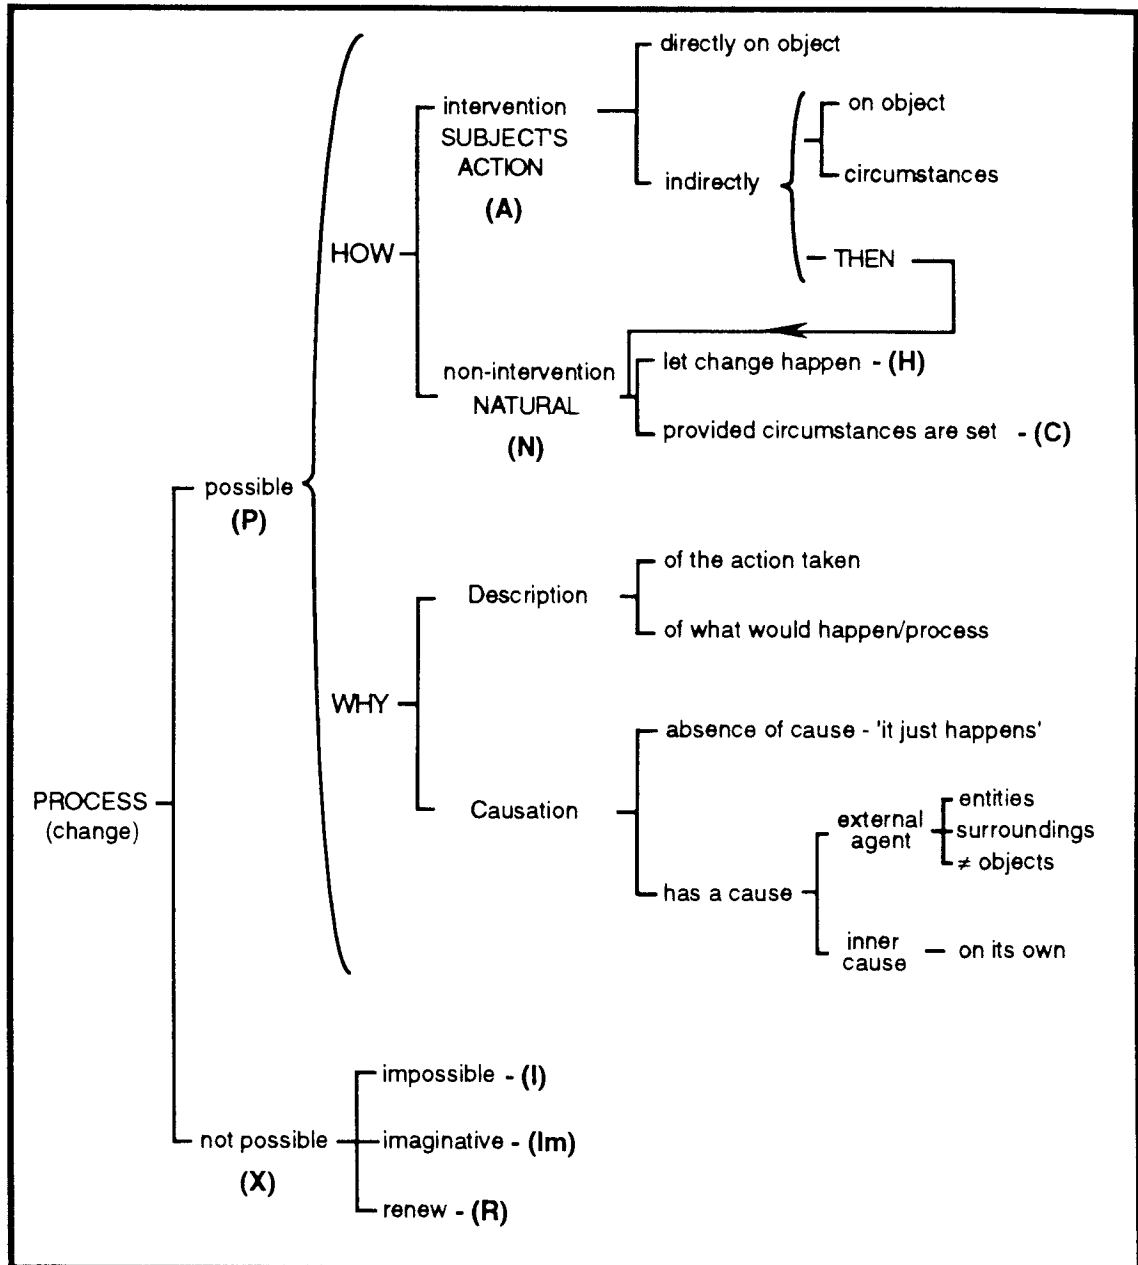 directly on object
intervention
SUBJECT'S
ACTION
(A)
on object
indirectly
circumstances
HOW
THEN
non-intervention
NATURAL
(N)
let change happen - (H)
provided circumstances are set - (C)
possible
(P)
of the action taken
Description
of what would happen/process
WHY
absence of cause - 'it just happens'
PROCESS
(change)
Causation
external
agent
entities
surroundings
≠ objects
has a cause
inner
cause
on its own
impossible - (I)
not possible
(X)
imaginative - (Im)
renew - (R)